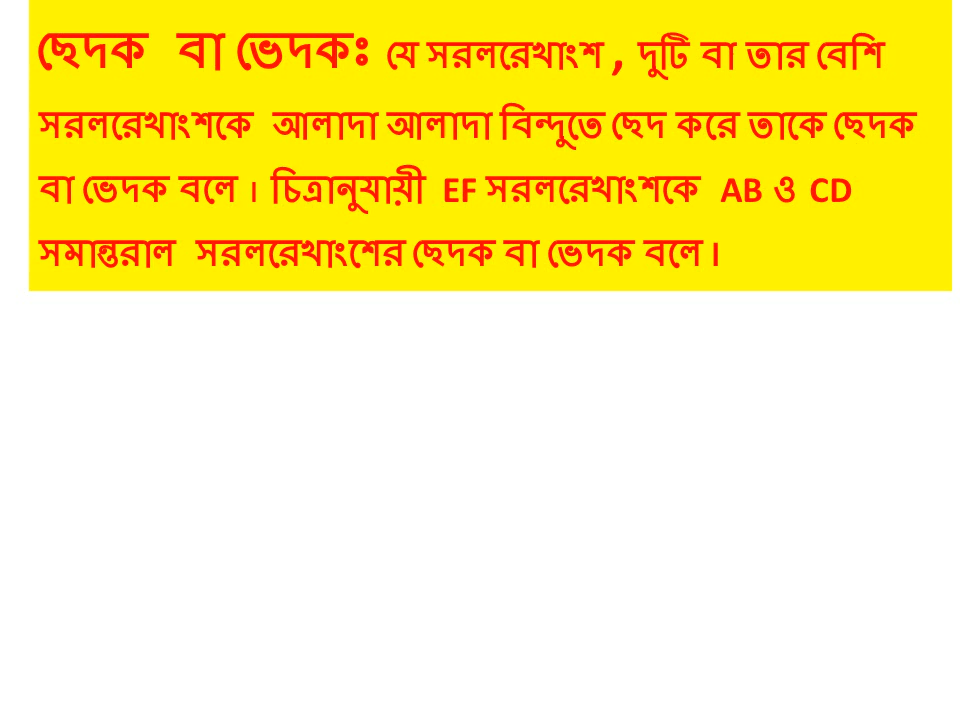 ছেদক বা ভেদকঃ যে সরলরেখাংশ , দুটি বা তার বেশি
সরলরেখাংশকে আলাদা আলাদা বিন্দুতে ছেদ করে তাকে ছেদক
বা ভেদক বলে । চিত্রানুযায়ী EF সরলরেখাংশকে AB ও CD
সমান্তরাল সরলরেখাংশের ছেদক বা ভেদক বলে ।